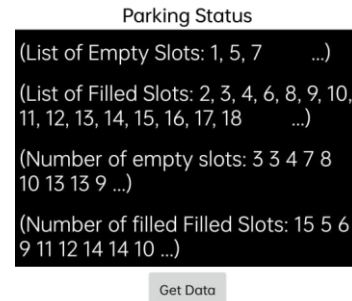 Parking Status
(List of Empty Slots: 1, 5, 7 ...)
(List of Filled Slots: 2, 3, 4, 6, 8, 9, 10,
11, 12, 13, 14, 15, 16, 17, 18 ...)
(Number of empty slots: 3 3 4 7 8
10 13 13 9 ...)
(Number of filled Filled Slots: 15 5 6
9 11 12 14 14 10 ...)
Get Data